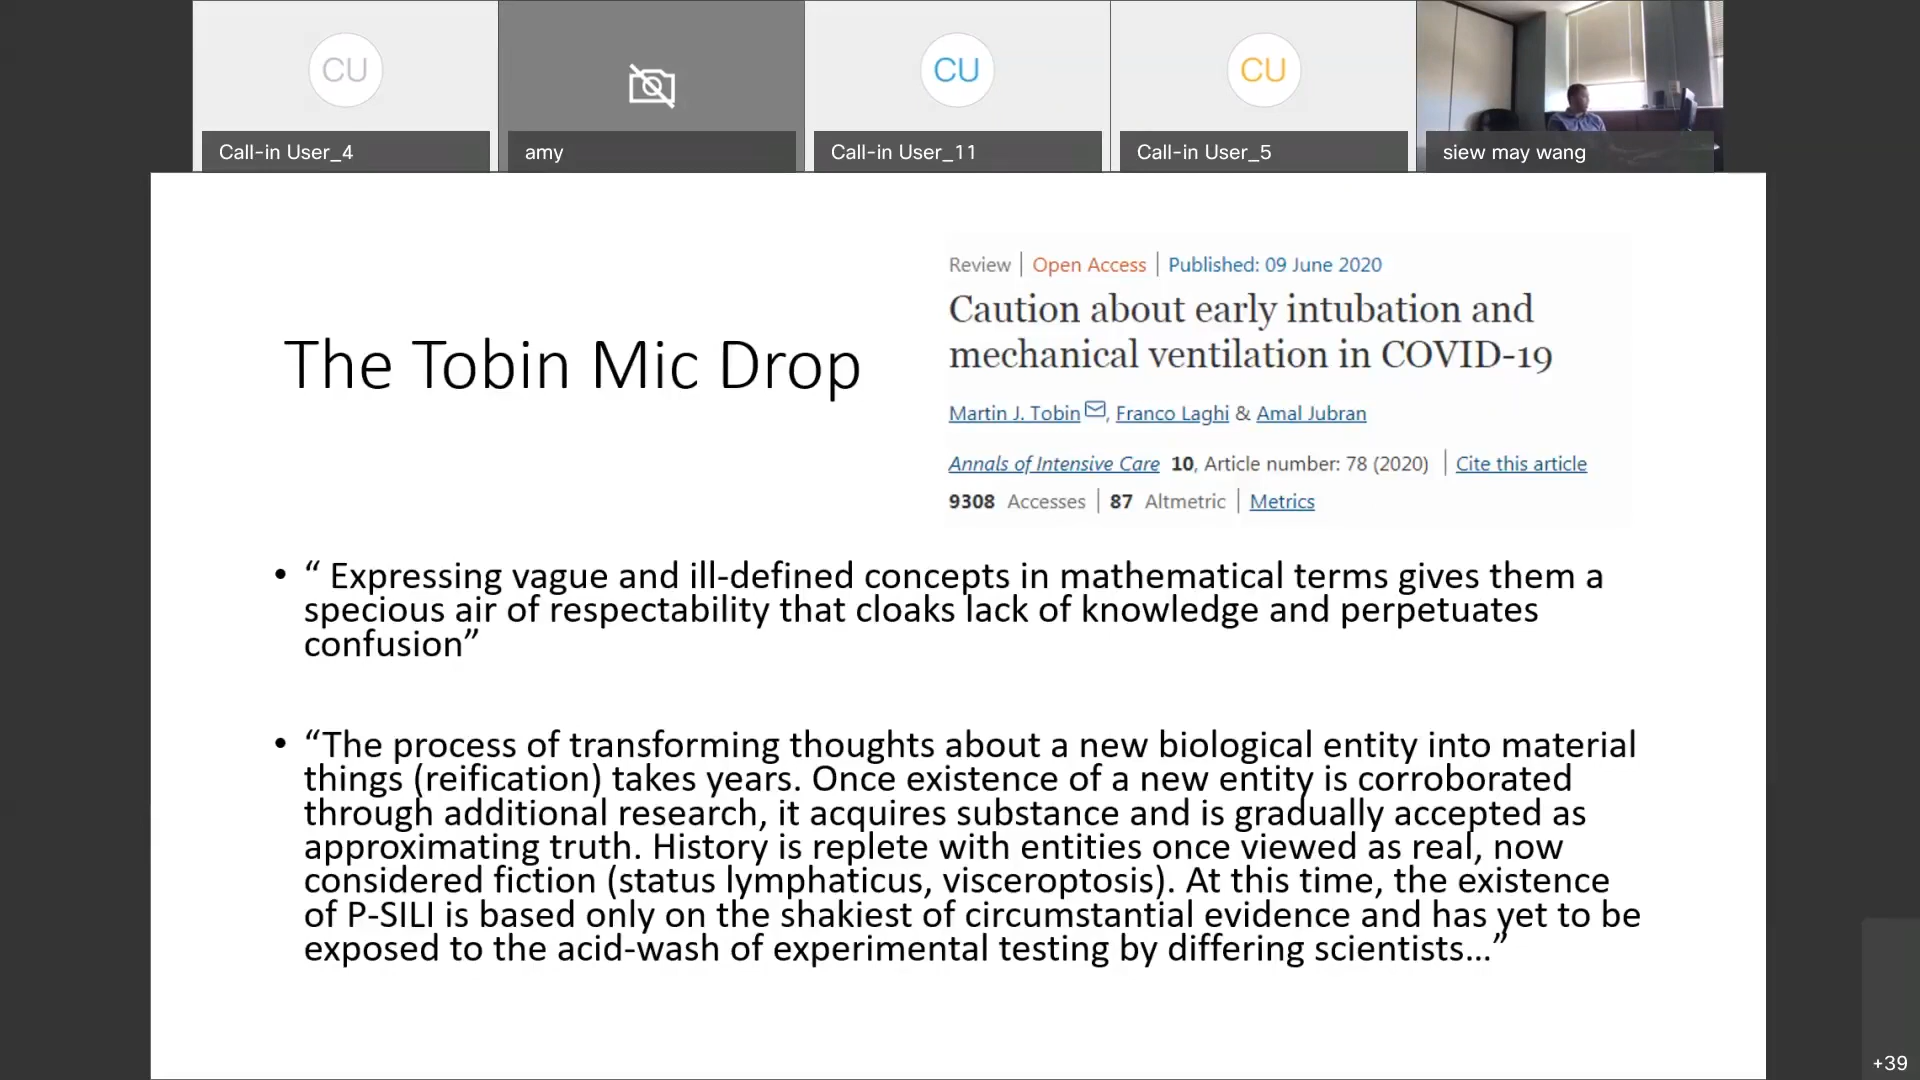 CU
CU
CU
Call-in User_4
amy
Call-in User_11
Call-in User_5
siew may wang
Review | Open Access | Published: 09 June 2020
Caution about early intubation and
mechanical ventilation in COVID-19
The Tobin Mic Drop
Martin J. Tobin, Franco Laghi & Amal Jubran
Annals of Intensive Care 10, Article number: 78 (2020) | Cite this article
9308 Accesses | 87 Altmetric | Metrics
• “ Expressing vague and ill-defined concepts in mathematical terms gives them a
specious air of respectability that cloaks lack of knowledge and perpetuates
confusion”
• “The process of transforming thoughts about a new biological entity into material
things (reification) takes years. Once existence of a new entity is corroborated
through additional research, it acquires substance and is gradually accepted as
approximating truth. History is replete with entities once viewed as real, now
considered fiction (status lymphaticus, visceroptosis). At this time, the existence
of P-SILI is based only on the shakiest of circumstantial evidence and has yet to be
exposed to the acid-wash of experimental testing by differing scientists...”
+39